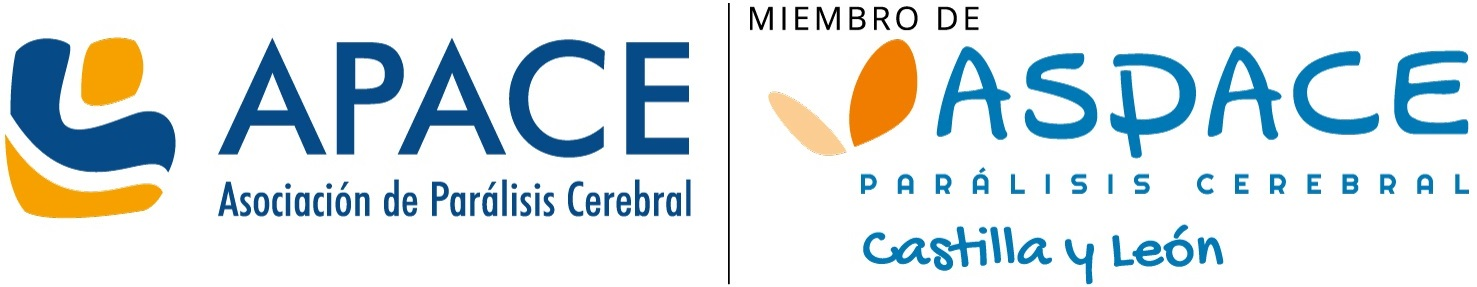 APACE
Asociación de Parálisis Cerebral
MIEMBRO DE
ASPACE
PARÁLISIS CEREBRAL
Castilla y León